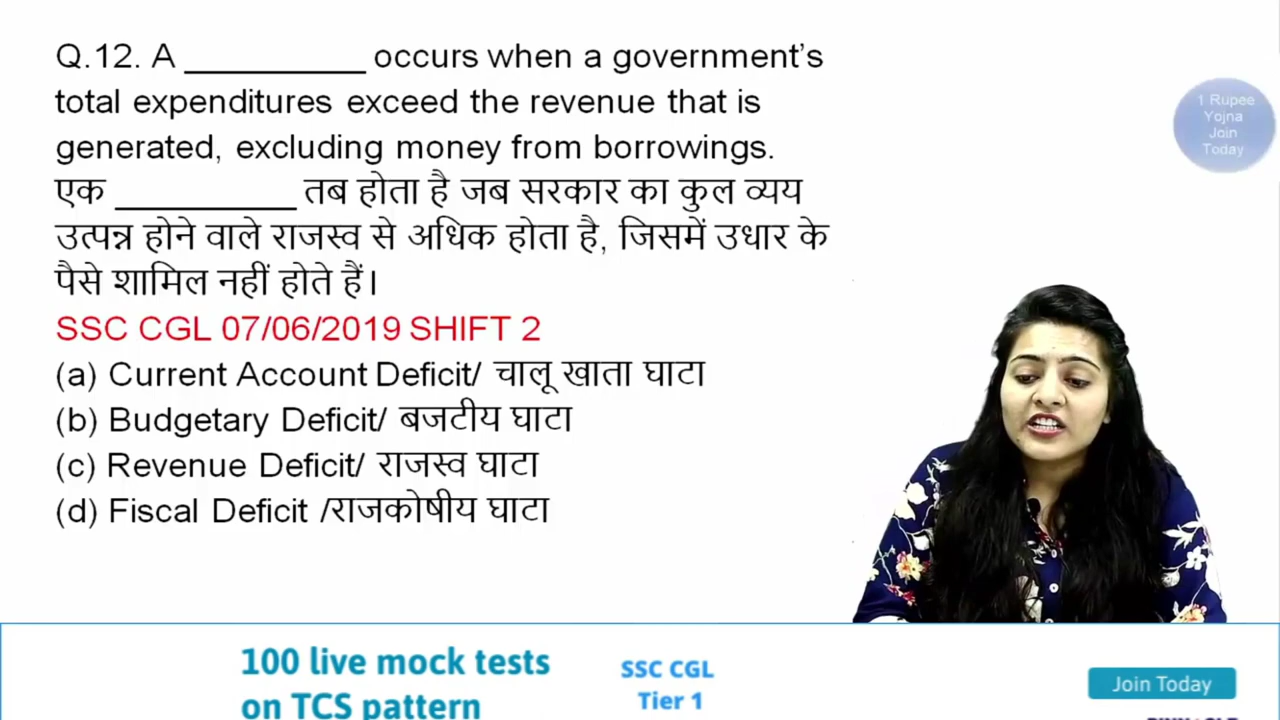 Q.12. A __________ occurs when a government's
total expenditures exceed the revenue that is
generated, excluding money from borrowings.
एक __________ तब होता है जब सरकार का कुल व्यय
उत्पन्न होने वाले राजस्व से अधिक होता है, जिसमें उधार के
पैसे शामिल नहीं होते हैं।
SSC CGL 07/06/2019 SHIFT 2
(a) Current Account Deficit/ चालू खाता घाटा
(b) Budgetary Deficit/ बजटीय घाटा
(c) Revenue Deficit/ राजस्व घाटा
(d) Fiscal Deficit /राजकोषीय घाटा
1 Rupee
Yojna
Join
Today
100 live mock tests
on TCS pattern
SSC CGL
Tier 1
Join Today